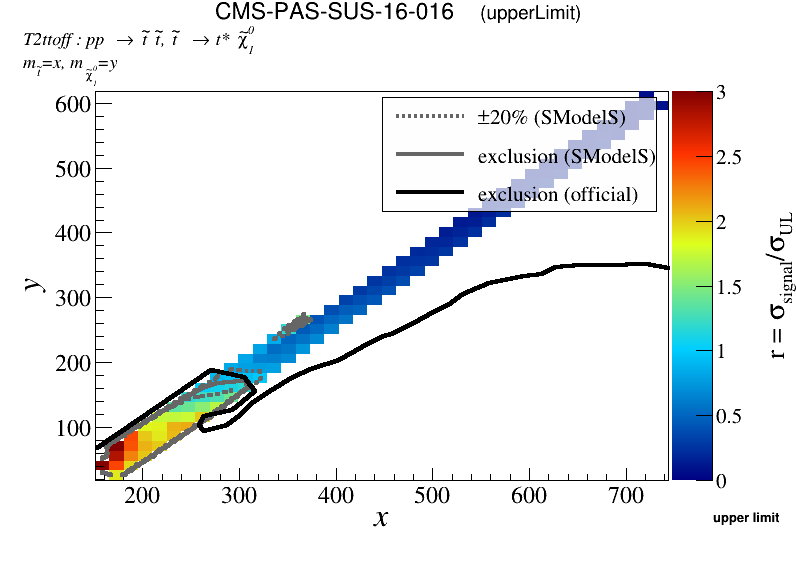 CMS-PAS-SUS-16-016 (upperLimit)
T2ttoff : pp → t̃ t̃, t̃ → t* χ̃⁰₁
m_t̃=x, m_χ̃⁰₁=y
±20% (SModelS)
exclusion (SModelS)
exclusion (official)
600
500
400
300
200
100
y
200 300 400 500 600 700
x
3
2.5
2
1.5
1
0.5
0
r = σ_signal/σ_UL
upper limit